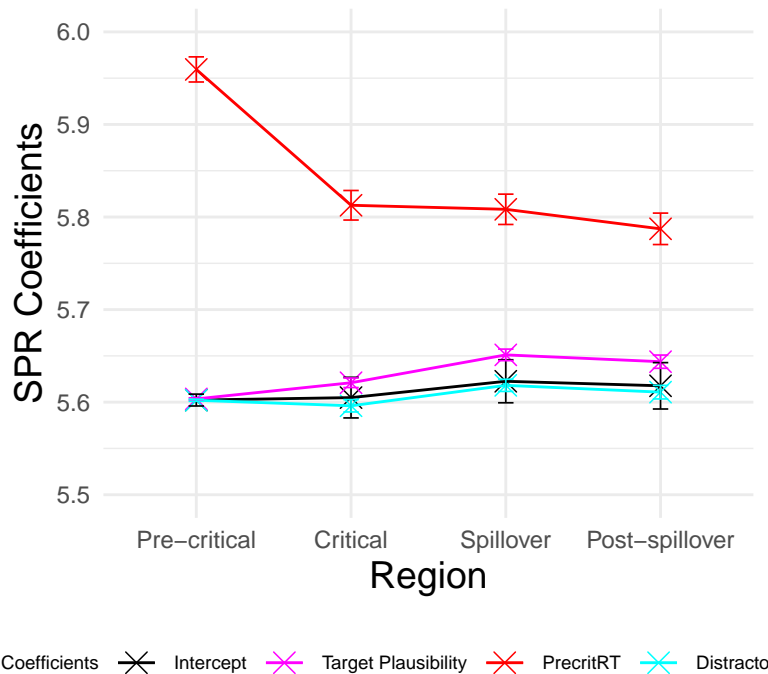 6.0
5.9
5.8
5.7
5.6
5.5
SPR Coefficients
Pre−critical Critical Spillover Post−spillover
Region
Coefficients Intercept Target Plausibility PrecritRT Distracto